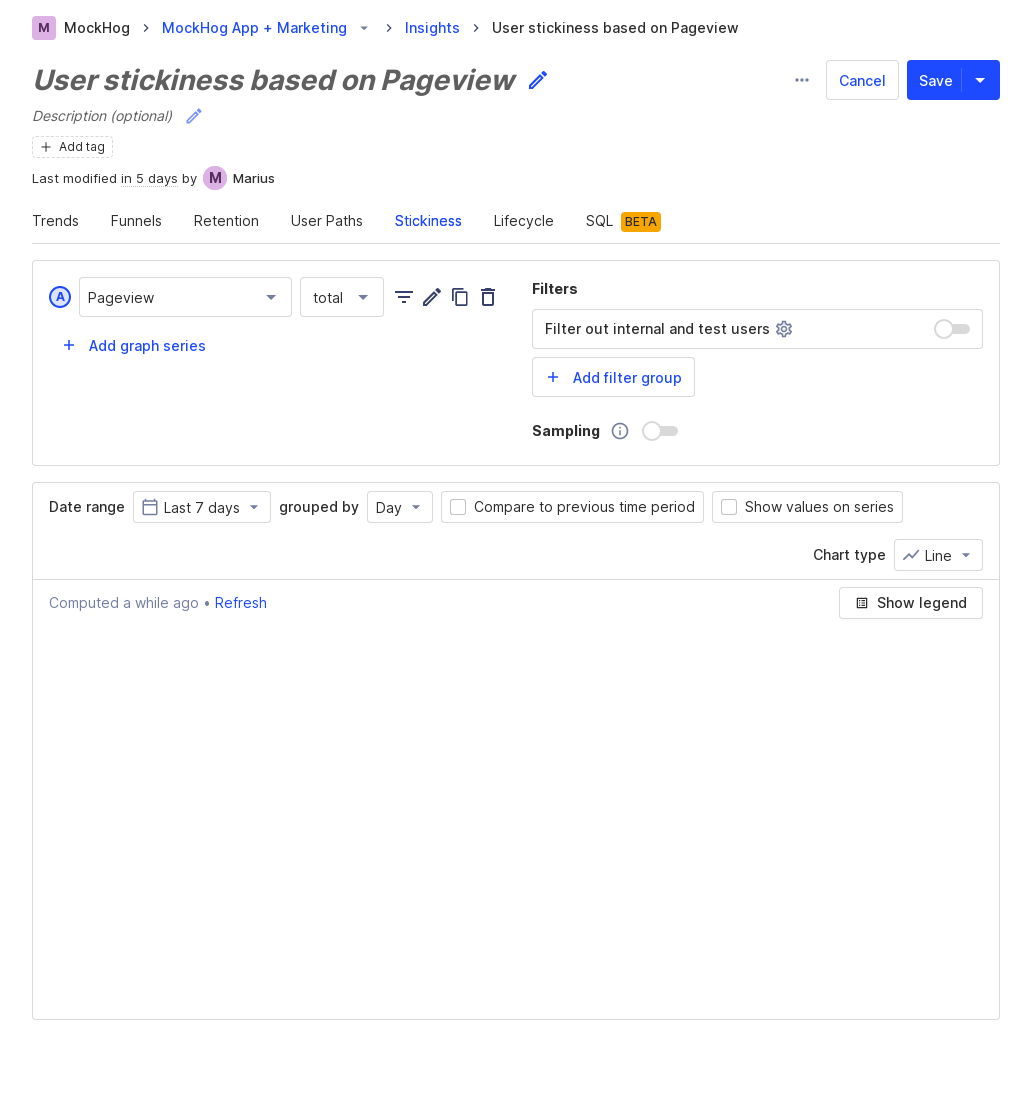 M MockHog MockHog App + Marketing Insights User stickiness based on Pageview
User stickiness based on Pageview
Cancel Save
Description (optional)
Add tag
Last modified in 5 days by M Marius
Trends Funnels Retention User Paths Stickiness Lifecycle SQL BETA
A Pageview total
Add graph series
Filters
Filter out internal and test users
Add filter group
Sampling
Date range Last 7 days grouped by Day Compare to previous time period Show values on series
Chart type Line
Computed a while ago • Refresh Show legend